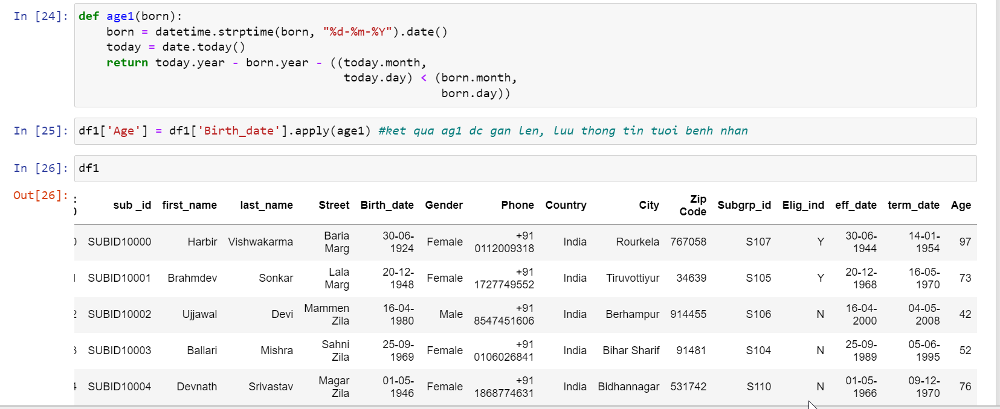 In [24]: def age1(born):
    born = datetime.strptime(born, "%d-%m-%Y").date()
    today = date.today()
    return today.year - born.year - ((today.month,
                                      today.day) < (born.month,
                                                    born.day))
In [25]: df1['Age'] = df1['Birth_date'].apply(age1) #ket qua ag1 dc gan len, luu thong tin tuoi benh nhan
In [26]: df1
Out[26]:
sub _id first_name last_name Street Birth_date Gender Phone Country City Zip Code Subgrp_id Elig_ind eff_date term_date Age
SUBID10000 Harbir Vishwakarma Baria Marg 30-06-1924 Female +91 0112009318 India Rourkela 767058 S107 Y 30-06-1944 14-01-1954 97
SUBID10001 Brahmdev Sonkar Lala Marg 20-12-1948 Female +91 1727749552 India Tiruvottiyur 34639 S105 Y 20-12-1968 16-05-1970 73
SUBID10002 Ujjawal Devi Mammen Zila 16-04-1980 Male +91 8547451606 India Berhampur 914455 S106 N 16-04-2000 04-05-2008 42
SUBID10003 Ballari Mishra Sahni Zila 25-09-1969 Female +91 0106026841 India Bihar Sharif 91481 S104 N 25-09-1989 05-06-1995 52
SUBID10004 Devnath Srivastav Magar Zila 01-05-1946 Female +91 1868774631 India Bidhannagar 531742 S110 N 01-05-1966 09-12-1970 76